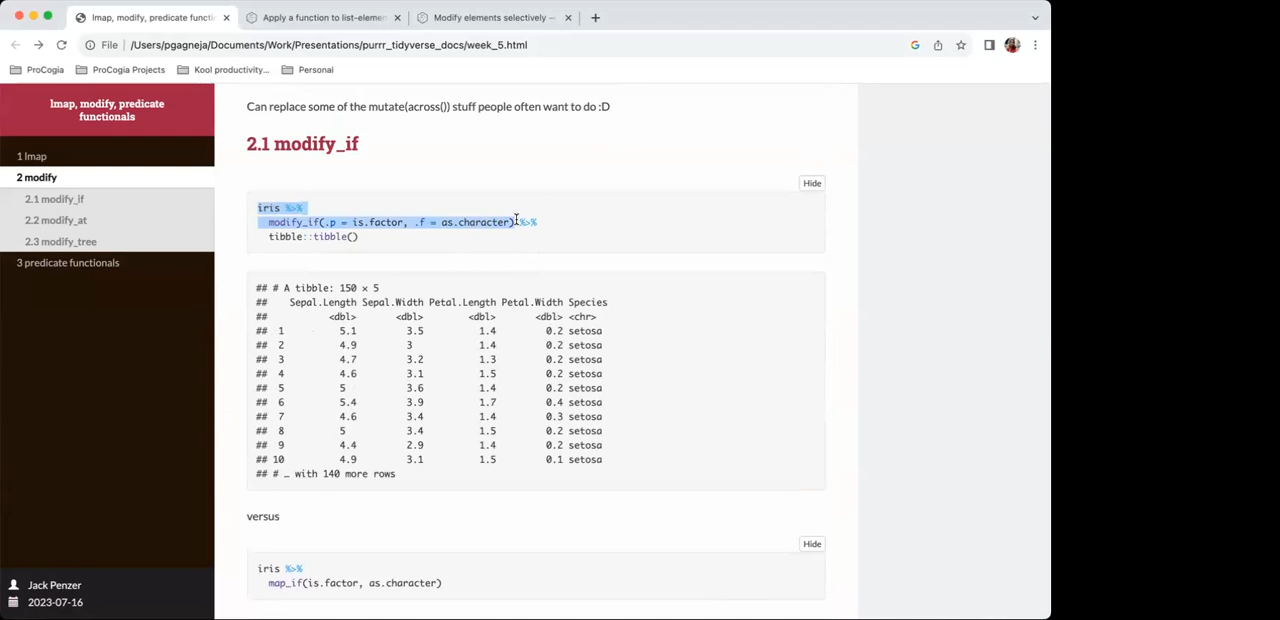 lmap, modify, predicate functi
Apply a function to list-elemen
Modify elements selectively —
File
/Users/pgagneja/Documents/Work/Presentations/purrr_tidyverse_docs/week_5.html
ProCogia
ProCogia Projects
Kool productivity...
Personal
lmap, modify, predicate
functionals
1 lmap
2 modify
2.1 modify_if
2.2 modify_at
2.3 modify_tree
3 predicate functionals
Jack Penzer
2023-07-16
Can replace some of the mutate(across()) stuff people often want to do :D
2.1 modify_if
Hide
iris %>%
modify_if(.p = is.factor, .f = as.character) %>%
tibble::tibble()
## # A tibble: 150 × 5
## Sepal.Length Sepal.Width Petal.Length Petal.Width Species
## <dbl> <dbl> <dbl> <dbl> <chr>
## 1 5.1 3.5 1.4 0.2 setosa
## 2 4.9 3 1.4 0.2 setosa
## 3 4.7 3.2 1.3 0.2 setosa
## 4 4.6 3.1 1.5 0.2 setosa
## 5 5 3.6 1.4 0.2 setosa
## 6 5.4 3.9 1.7 0.4 setosa
## 7 4.6 3.4 1.4 0.3 setosa
## 8 5 3.4 1.5 0.2 setosa
## 9 4.4 2.9 1.4 0.2 setosa
## 10 4.9 3.1 1.5 0.1 setosa
## # … with 140 more rows
versus
Hide
iris %>%
map_if(is.factor, as.character)